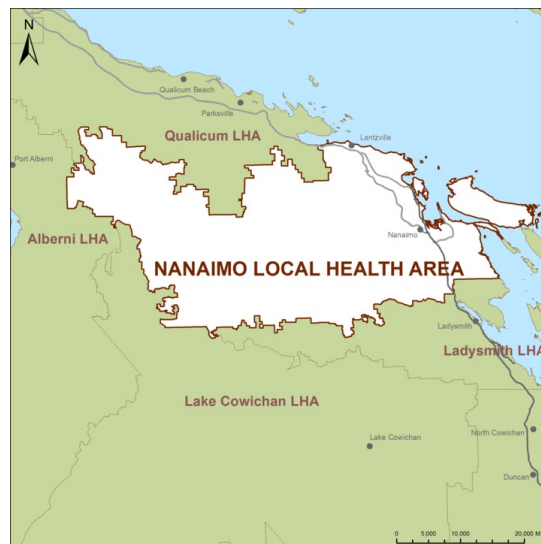 N
Qualicum Beach
Parksville
Lantzville
Qualicum LHA
Port Alberni
Nanaimo
Alberni LHA
NANAIMO LOCAL HEALTH AREA
Ladysmith
Ladysmith LHA
Lake Cowichan LHA
North Cowichan
Lake Cowichan
Duncan
0 5,000 10,000 20,000 M